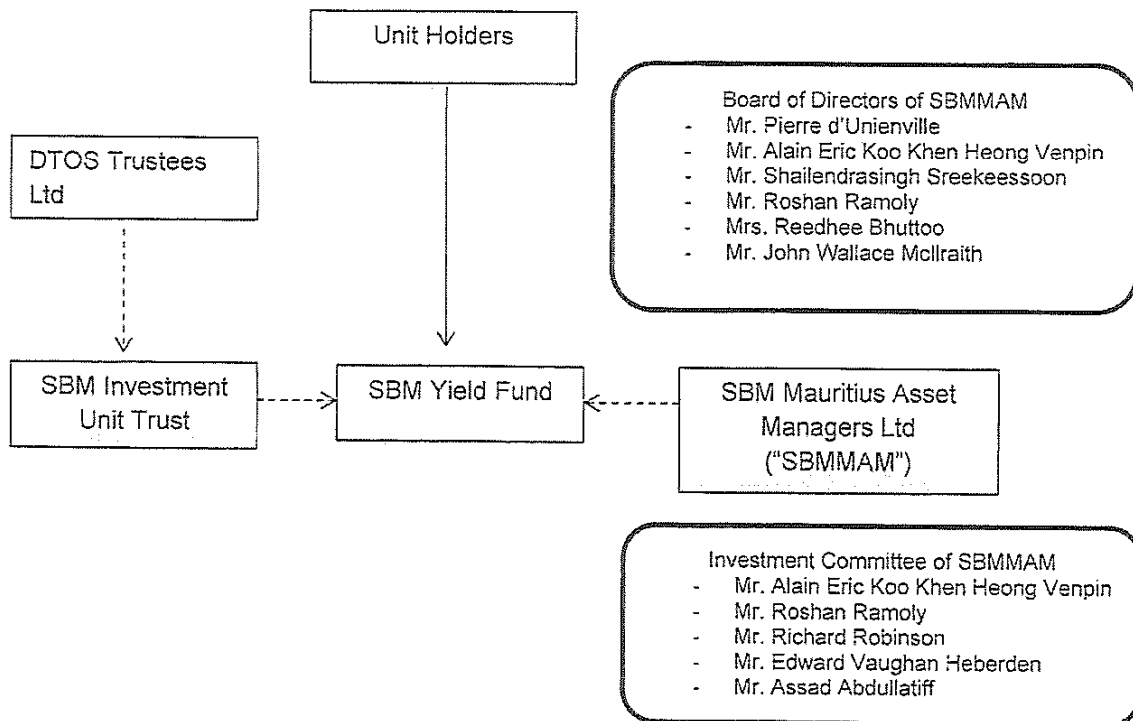 Unit Holders
Board of Directors of SBMMAM
- Mr. Pierre d'Unienville
- Mr. Alain Eric Koo Khen Heong Venpin
- Mr. Shailendrasingh Sreekeessoon
- Mr. Roshan Ramoly
- Mrs. Reedhee Bhuttoo
- Mr. John Wallace McIlraith
DTOS Trustees
Ltd
SBM Investment
Unit Trust
SBM Yield Fund
SBM Mauritius Asset
Managers Ltd
("SBMMAM")
Investment Committee of SBMMAM
- Mr. Alain Eric Koo Khen Heong Venpin
- Mr. Roshan Ramoly
- Mr. Richard Robinson
- Mr. Edward Vaughan Heberden
- Mr. Assad Abdullatiff